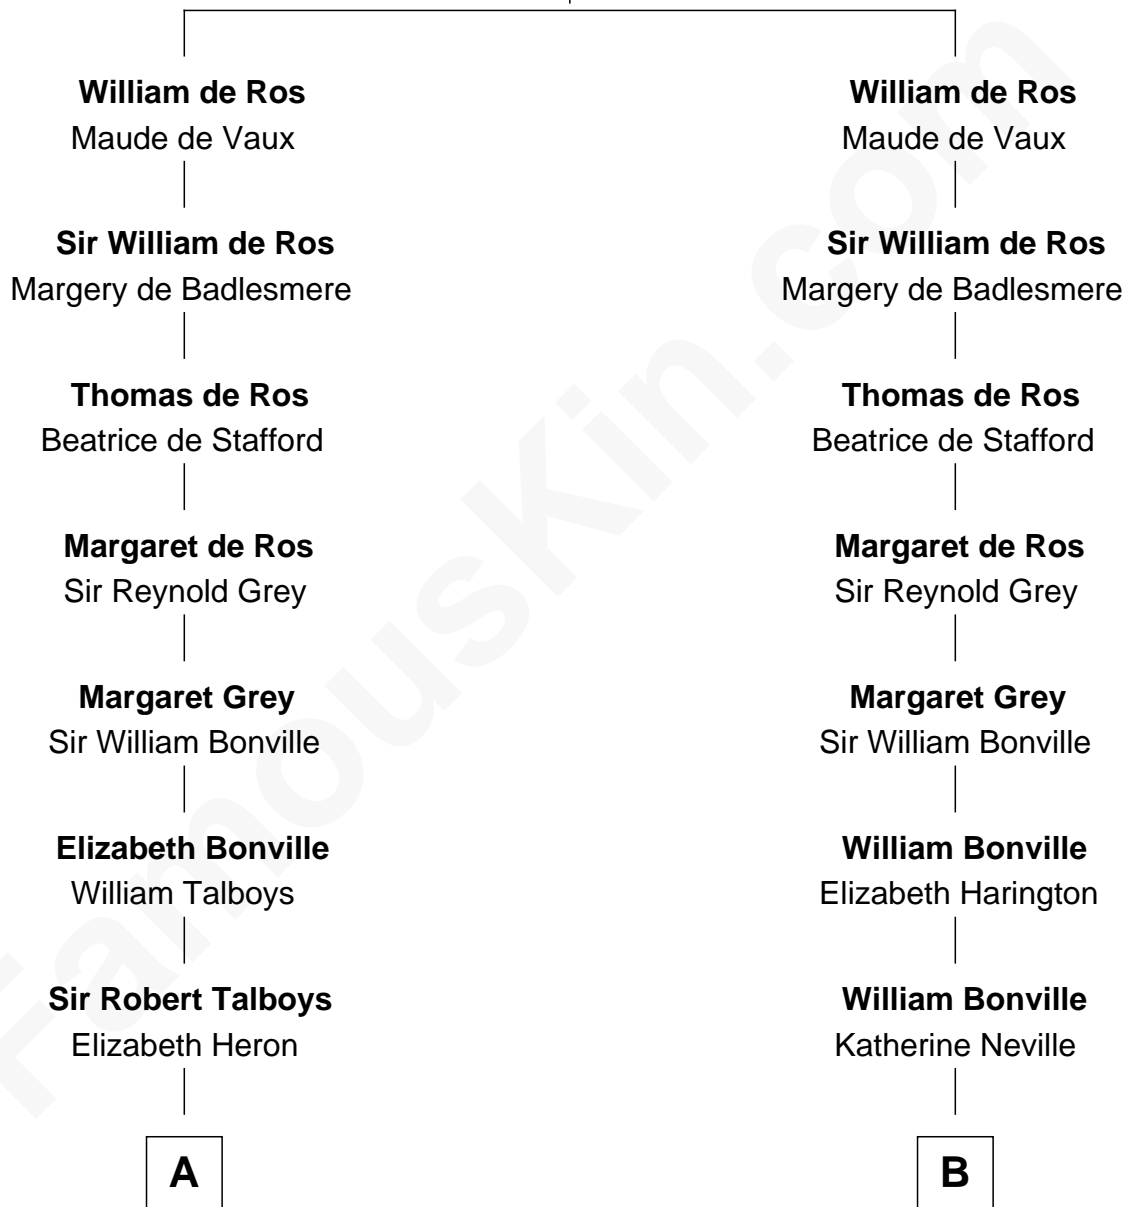 William de Ros
Maude de Vaux
Sir William de Ros
Margery de Badlesmere
Thomas de Ros
Beatrice de Stafford
Margaret de Ros
Sir Reynold Grey
Margaret Grey
Sir William Bonville
Elizabeth Bonville
William Talboys
Sir Robert Talboys
Elizabeth Heron
A
William de Ros
Maude de Vaux
Sir William de Ros
Margery de Badlesmere
Thomas de Ros
Beatrice de Stafford
Margaret de Ros
Sir Reynold Grey
Margaret Grey
Sir William Bonville
William Bonville
Elizabeth Harington
William Bonville
Katherine Neville
B
FamousKin.com